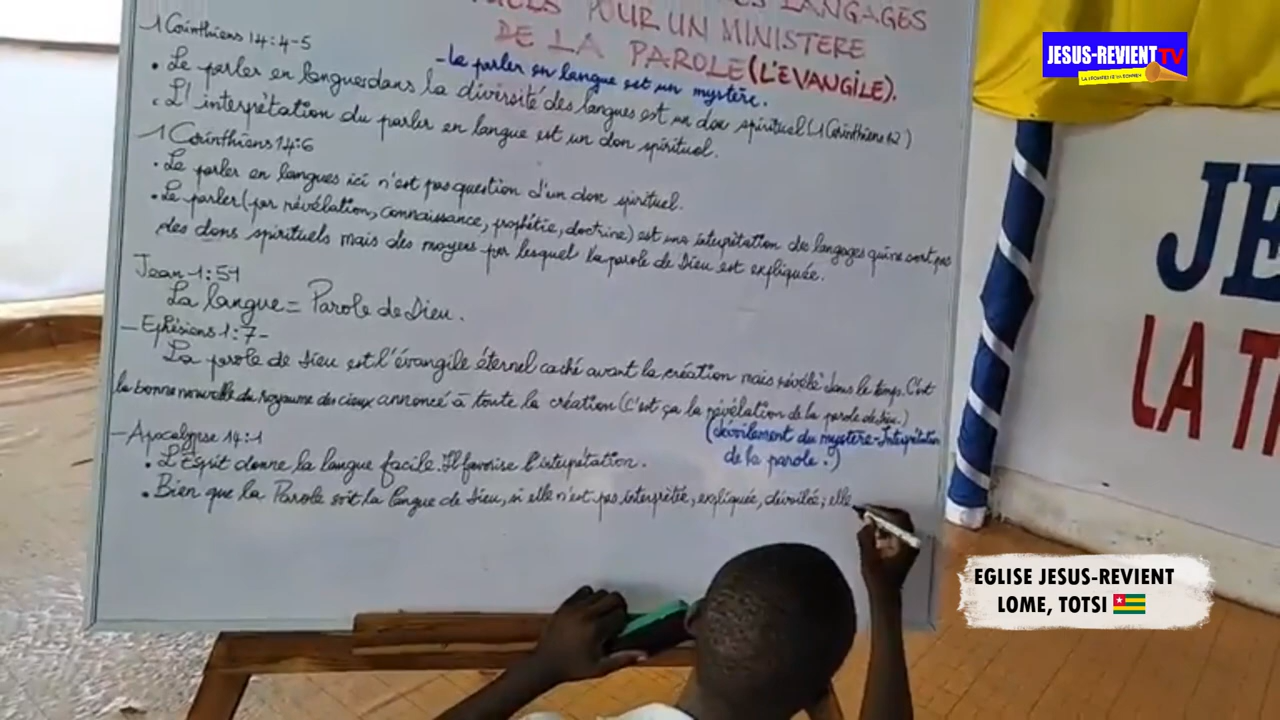 LANGAGES
POUR UN MINISTERE
DE LA PAROLE (L'EVANGILE).
1 Corinthiens 14:4-5
- Le parler en langue est un mystère.
• Le parler en langues dans la diversité des langues est un don spirituel (1 Corinthiens 12)
• L'interprétation du parler en langue est un don spirituel.
1 Corinthiens 14:6
• Le parler en langues ici n'est pas question d'un don spirituel.
• Le parler (par révélation, connaissance, prophétie, doctrine) est une interprétation des langages qui ne sont pas
des dons spirituels mais des moyens par lesquel la parole de Dieu est expliquée.
Jean 1:51
La langue = Parole de Dieu.
- Ephésiens 1:7-
La parole de Dieu est l'évangile éternel caché avant la création mais révélé dans le temps. C'est
la bonne nouvelle du Royaume des cieux annoncé à toute la création (C'est ça la révélation de la parole de Dieu.)
(dévoilement du mystère-Interprétation
de la parole.)
- Apocalypse 14:1
• L'Esprit donne la langue facile. Il favorise l'interprétation.
• Bien que la Parole soit la langue de Dieu, si elle n'est pas interprétée, expliquée, dévoilée; elle
JESUS-REVIENT TV
JE
LA T
EGLISE JESUS-REVIENT
LOME, TOTSI